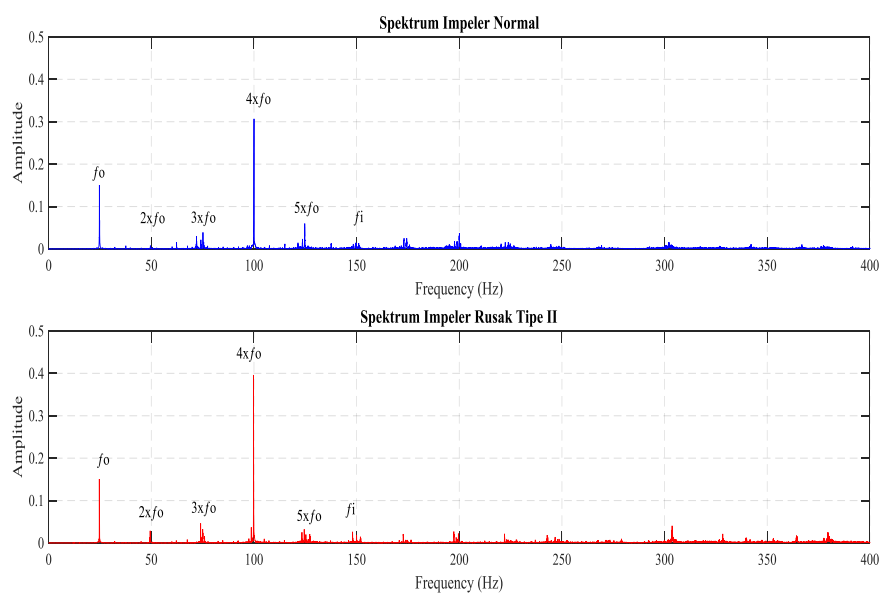 Spektrum Impeler Normal
0.5
0.4
0.3
0.2
0.1
0
Amplitude
fo
2xfo
3xfo
4xfo
5xfo
fi
0 50 100 150 200 250 300 350 400
Frequency (Hz)
Spektrum Impeler Rusak Tipe II
0.5
0.4
0.3
0.2
0.1
0
Amplitude
fo
2xfo
3xfo
4xfo
5xfo
fi
0 50 100 150 200 250 300 350 400
Frequency (Hz)